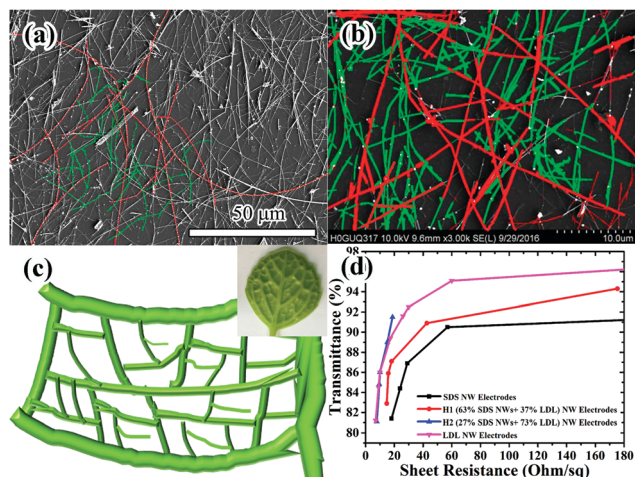 (a)
50 µm
(b)
H0GUQ317 10.0kV 9.6mm x3.00k SE(L) 9/29/2016
10.0um
(c)
(d)
Transmittance (%)
98
96
94
92
90
88
86
84
82
80
SDS NW Electrodes
H1 (63% SDS NWs+ 37% LDL) NW Electrodes
H2 (27% SDS NWs+ 73% LDL) NW Electrodes
LDL NW Electrodes
0 20 40 60 80 100 120 140 160 180
Sheet Resistance (Ohm/sq)